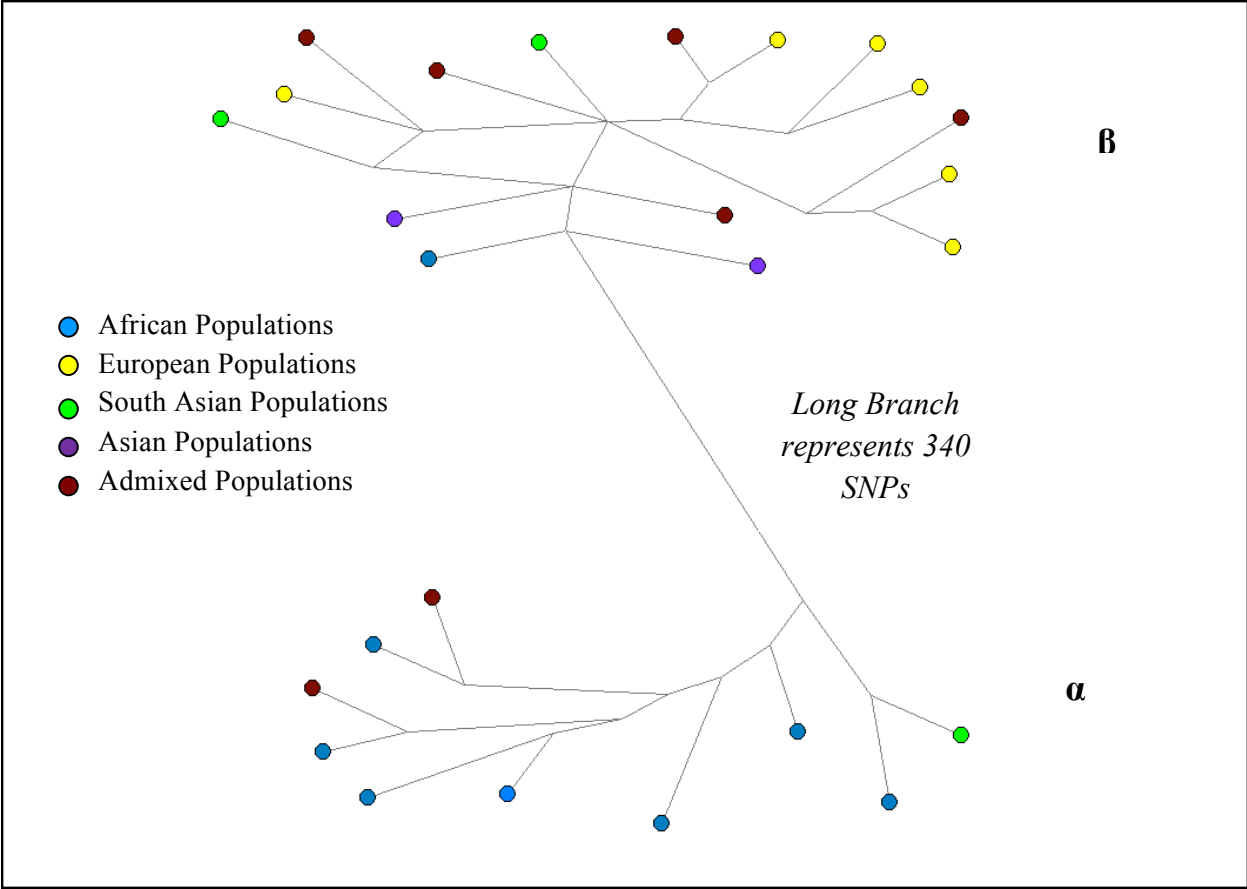 ß
African Populations
European Populations
South Asian Populations
Asian Populations
Admixed Populations
Long Branch
represents 340
SNPs
α